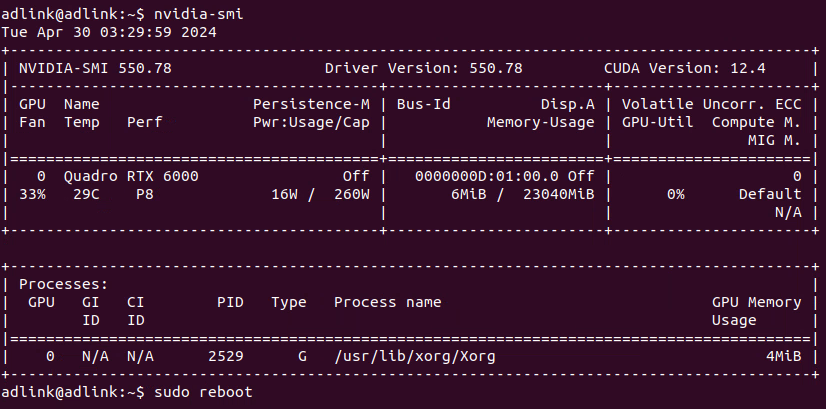 adlink@adlink:~$ nvidia-smi
Tue Apr 30 03:29:59 2024
+-----------------------------------------------------------------------------------------+
| NVIDIA-SMI 550.78                 Driver Version: 550.78         CUDA Version: 12.4     |
|-----------------------------------------+------------------------+----------------------+
| GPU  Name                 Persistence-M | Bus-Id          Disp.A | Volatile Uncorr. ECC |
| Fan  Temp   Perf          Pwr:Usage/Cap |           Memory-Usage | GPU-Util  Compute M. |
|                                         |                        |               MIG M. |
|=========================================+========================+======================|
|   0  Quadro RTX 6000                Off |   0000000D:01:00.0 Off |                    0 |
| 33%   29C    P8              16W /  260W |       6MiB /  23040MiB |      0%      Default |
|                                         |                        |                  N/A |
+-----------------------------------------+------------------------+----------------------+
+-----------------------------------------------------------------------------------------+
| Processes:                                                                              |
|  GPU   GI   CI        PID   Type   Process name                              GPU Memory |
|        ID   ID                                                               Usage      |
|=========================================================================================|
|    0   N/A  N/A      2529      G   /usr/lib/xorg/Xorg                              4MiB |
+-----------------------------------------------------------------------------------------+
adlink@adlink:~$ sudo reboot